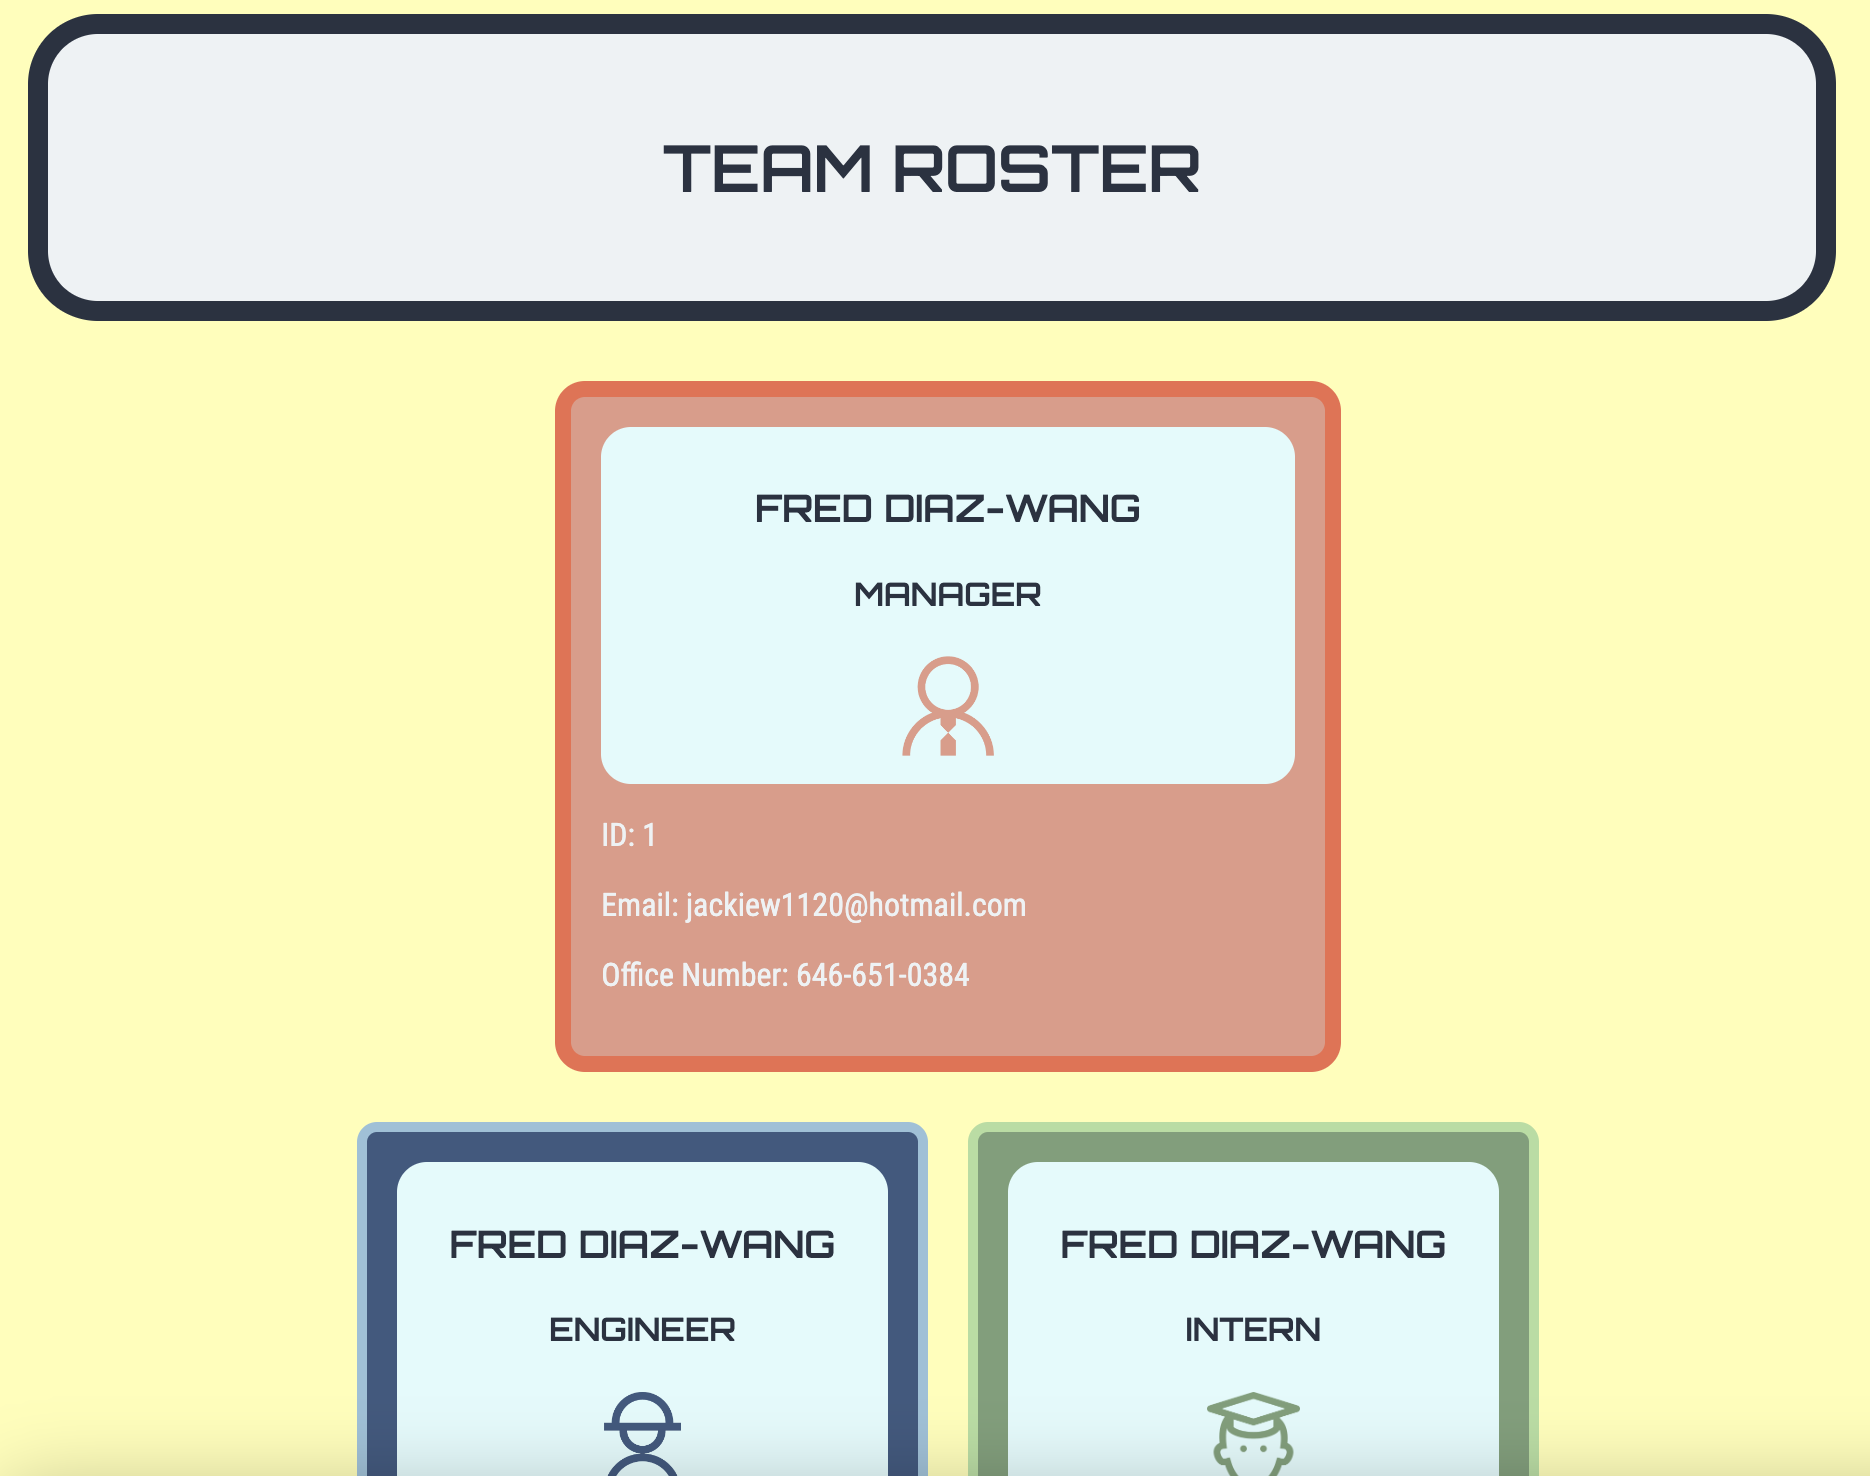 TEAM ROSTER
FRED DIAZ-WANG
MANAGER
ID: 1
Email: jackiew1120@hotmail.com
Office Number: 646-651-0384
FRED DIAZ-WANG
ENGINEER
FRED DIAZ-WANG
INTERN